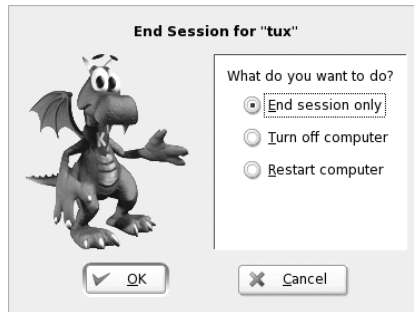 End Session for "tux"
What do you want to do?
End session only
Turn off computer
Restart computer
OK
Cancel